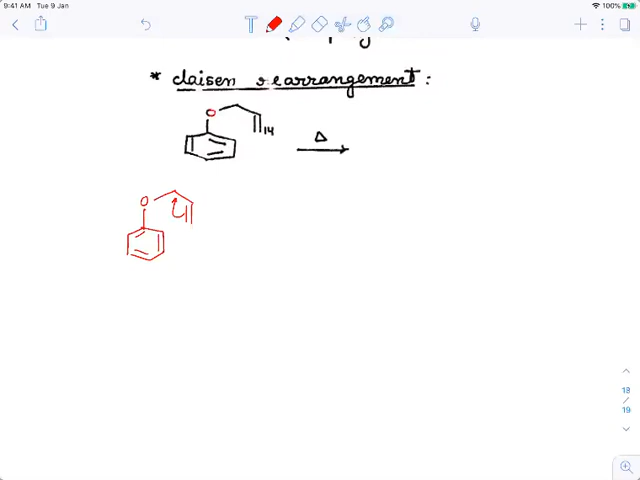 9:41 AM Tue 9 Jan
100%
* claisen rearrangement :
O
14
Δ
O
18
/
19